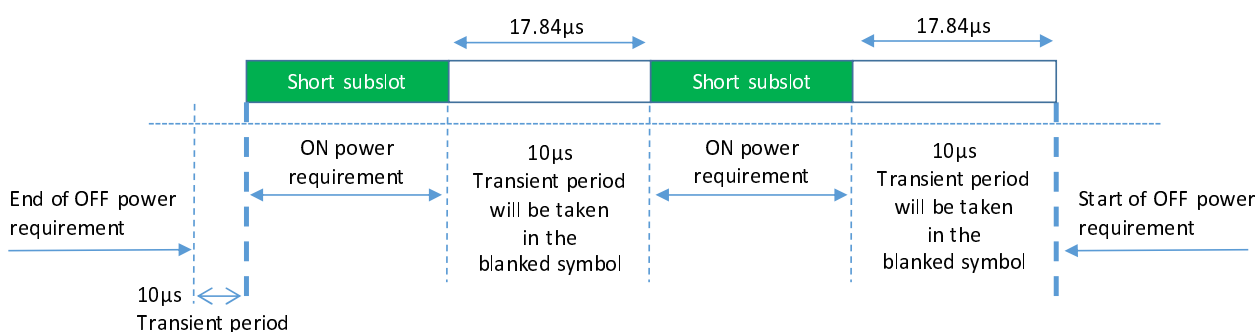 17.84µs
17.84µs
Short subslot
Short subslot
ON power
requirement
10µs
Transient period
will be taken
in the
blanked symbol
ON power
requirement
10µs
Transient period
will be taken
in the
blanked symbol
End of OFF power
requirement
Start of OFF power
requirement
10µs
Transient period